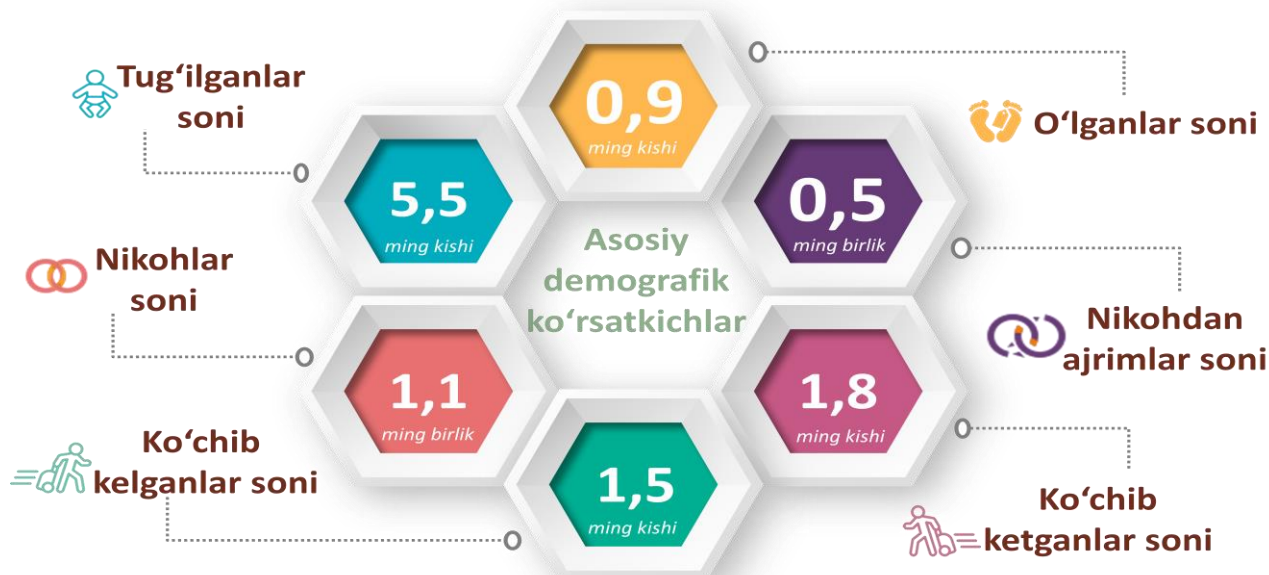 Tug‘ilganlar
soni
5,5
ming kishi
0,9
ming kishi
O‘lganlar soni
0,5
ming birlik
Asosiy
demografik
ko‘rsatkichlar
Nikohlar
soni
1,1
ming birlik
Nikohdan
ajrimlar soni
1,8
ming kishi
Ko‘chib
kelganlar soni
1,5
ming kishi
Ko‘chib
ketganlar soni